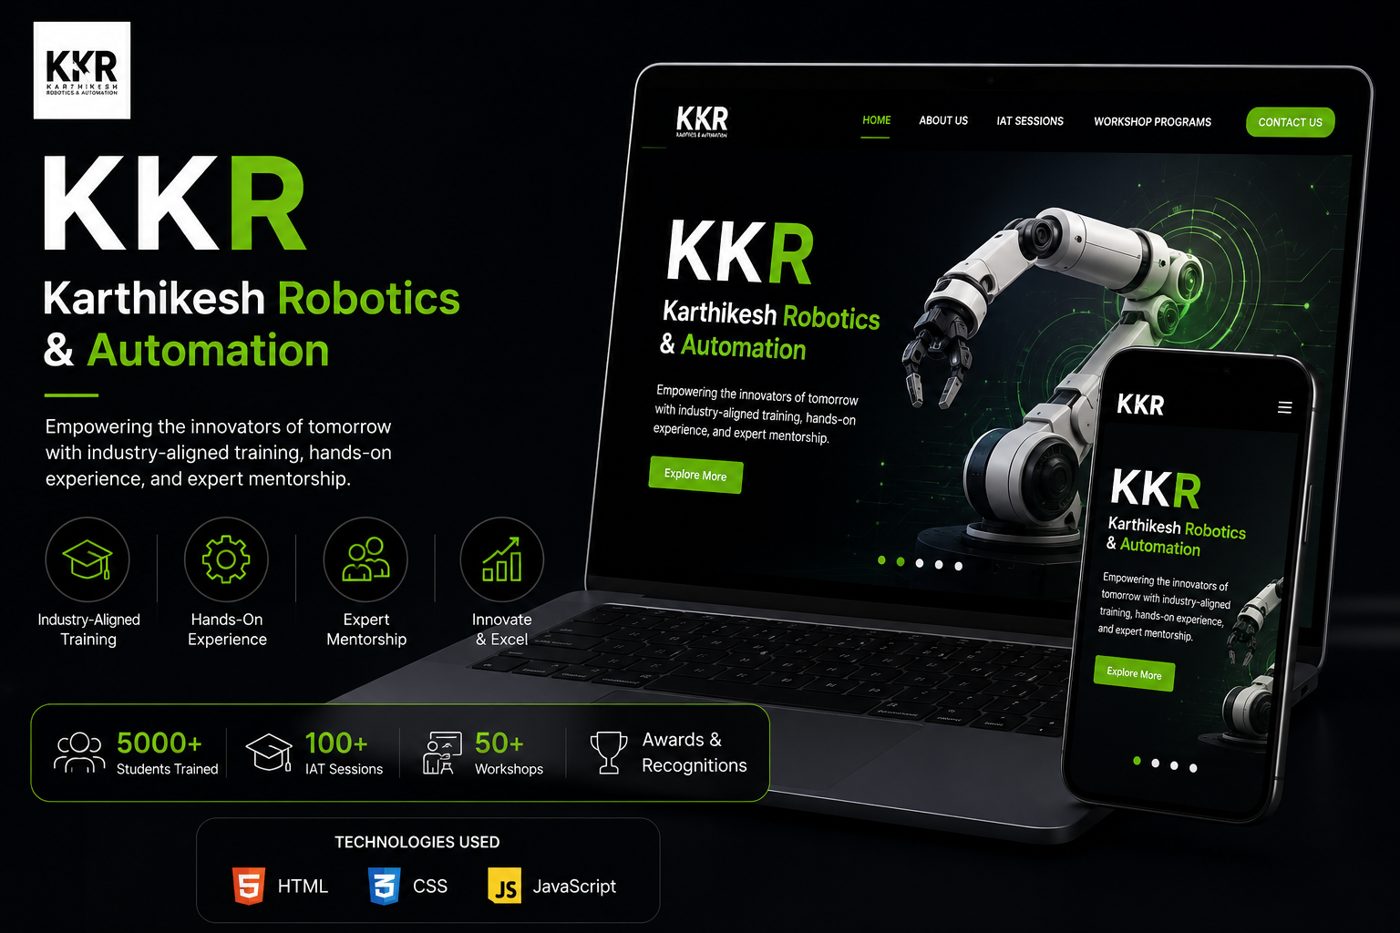 KKR
KARTHIKESH
ROBOTICS & AUTOMATION
KKR
Karthikesh Robotics
& Automation
Empowering the innovators of tomorrow
with industry-aligned training, hands-on
experience, and expert mentorship.
Industry-Aligned
Training
Hands-On
Experience
Expert
Mentorship
Innovate
& Excel
5000+
Students Trained
100+
IAT Sessions
50+
Workshops
Awards &
Recognitions
TECHNOLOGIES USED
5
HTML
3
CSS
JS
JavaScript
KKR
ROBOTICS & AUTOMATION
HOME
ABOUT US
IAT SESSIONS
WORKSHOP PROGRAMS
CONTACT US
KKR
Karthikesh Robotics
& Automation
Empowering the innovators of tomorrow
with industry-aligned training, hands-on
experience, and expert mentorship.
Explore More
KKR
KKR
Karthikesh Robotics
& Automation
Empowering the innovators of
tomorrow with industry-aligned
training, hands-on experience,
and expert mentorship.
Explore More